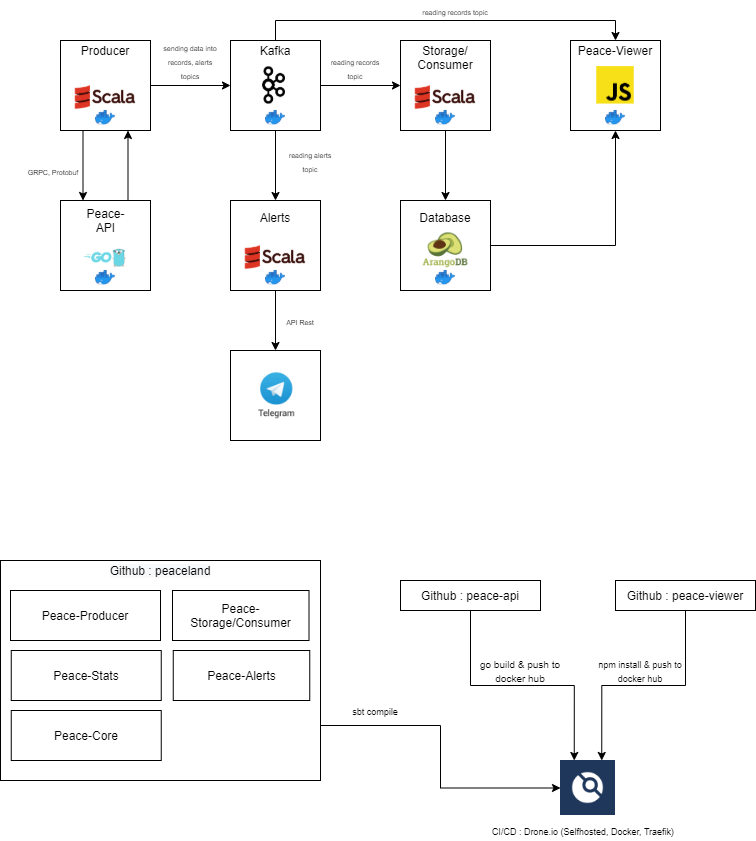 reading records topic
Producer
Scala
sending data into
records, alerts
topics
Kafka
reading records
topic
Storage/
Consumer
Scala
Peace-Viewer
JS
GRPC, Protobuf
reading alerts
topic
Peace-
API
GO
Alerts
Scala
Database
ArangoDB
API Rest
Telegram
Github : peaceland
Peace-Producer
Peace-
Storage/Consumer
Peace-Stats
Peace-Alerts
Peace-Core
Github : peace-api
Github : peace-viewer
go build & push to
docker hub
npm install & push to
docker hub
sbt compile
CI/CD : Drone.io (Selfhosted, Docker, Traefik)